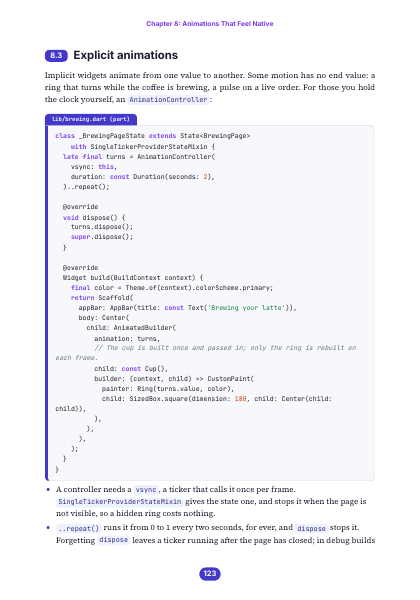 Chapter 8: Animations That Feel Native
8.3 Explicit animations
Implicit widgets animate from one value to another. Some motion has no end value: a
ring that turns while the coffee is brewing, a pulse on a live order. For those you hold
the clock yourself, an AnimationController :
lib/brewing.dart (part)
class _BrewingPageState extends State<BrewingPage>
    with SingleTickerProviderStateMixin {
  late final turns = AnimationController(
    vsync: this,
    duration: const Duration(seconds: 2),
  )..repeat();

  @override
  void dispose() {
    turns.dispose();
    super.dispose();
  }

  @override
  Widget build(BuildContext context) {
    final color = Theme.of(context).colorScheme.primary;
    return Scaffold(
      appBar: AppBar(title: const Text('Brewing your latte')),
      body: Center(
        child: AnimatedBuilder(
          animation: turns,
          // The cup is built once and passed in; only the ring is rebuilt on
each frame.
          child: const Cup(),
          builder: (context, child) => CustomPaint(
            painter: Ring(turns.value, color),
            child: SizedBox.square(dimension: 180, child: Center(child:
child)),
          ),
        ),
      ),
    );
  }
}
• A controller needs a vsync , a ticker that calls it once per frame.
SingleTickerProviderStateMixin gives the state one, and stops it when the page is
not visible, so a hidden ring costs nothing.
• ..repeat() runs it from 0 to 1 every two seconds, for ever, and dispose stops it.
Forgetting dispose leaves a ticker running after the page has closed; in debug builds
123